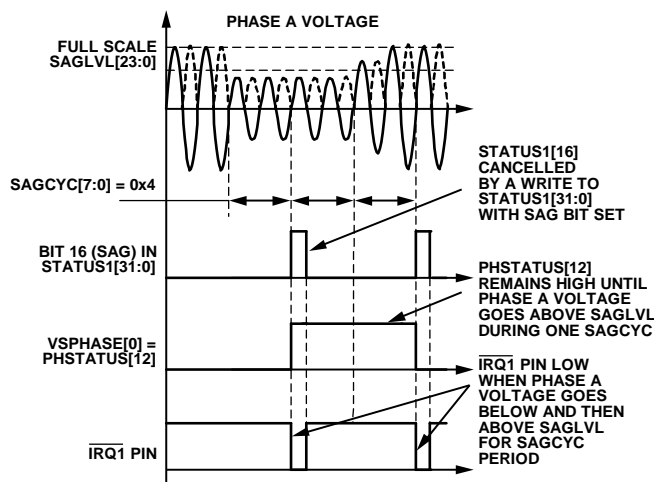 PHASE A VOLTAGE
FULL SCALE
SAGLVL[23:0]
STATUS1[16]
CANCELLED
BY A WRITE TO
STATUS1[31:0]
WITH SAG BIT SET
SAGCYC[7:0] = 0x4
BIT 16 (SAG) IN
STATUS1[31:0]
PHSTATUS[12]
REMAINS HIGH UNTIL
PHASE A VOLTAGE
GOES ABOVE SAGLVL
DURING ONE SAGCYC
VSPHASE[0] =
PHSTATUS[12]
IRQ1 PIN LOW
WHEN PHASE A
VOLTAGE GOES
BELOW AND THEN
ABOVE SAGLVL
FOR SAGCYC
PERIOD
IRQ1 PIN